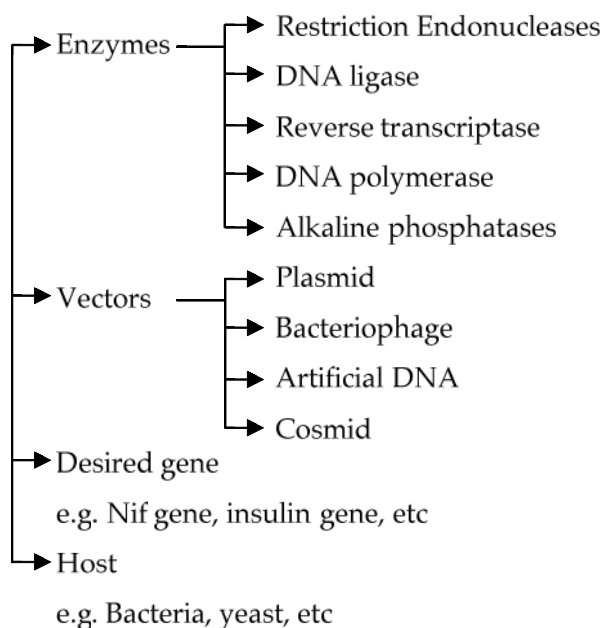 Enzymes
Restriction Endonucleases
DNA ligase
Reverse transcriptase
DNA polymerase
Alkaline phosphatases
Vectors
Plasmid
Bacteriophage
Artificial DNA
Cosmid
Desired gene
e.g. Nif gene, insulin gene, etc
Host
e.g. Bacteria, yeast, etc